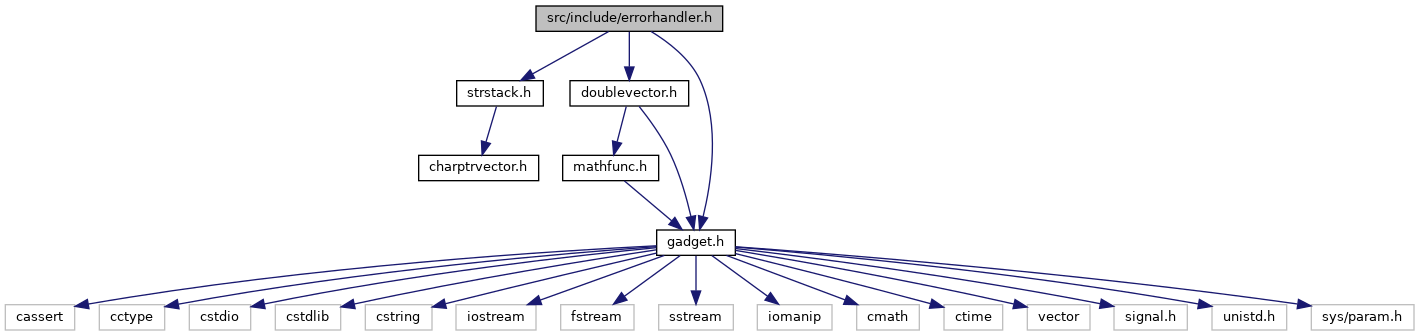 src/include/errorhandler.h
strstack.h
doublevector.h
charptrvector.h
mathfunc.h
gadget.h
cassert
cctype
cstdio
cstdlib
cstring
iostream
fstream
sstream
iomanip
cmath
ctime
vector
signal.h
unistd.h
sys/param.h